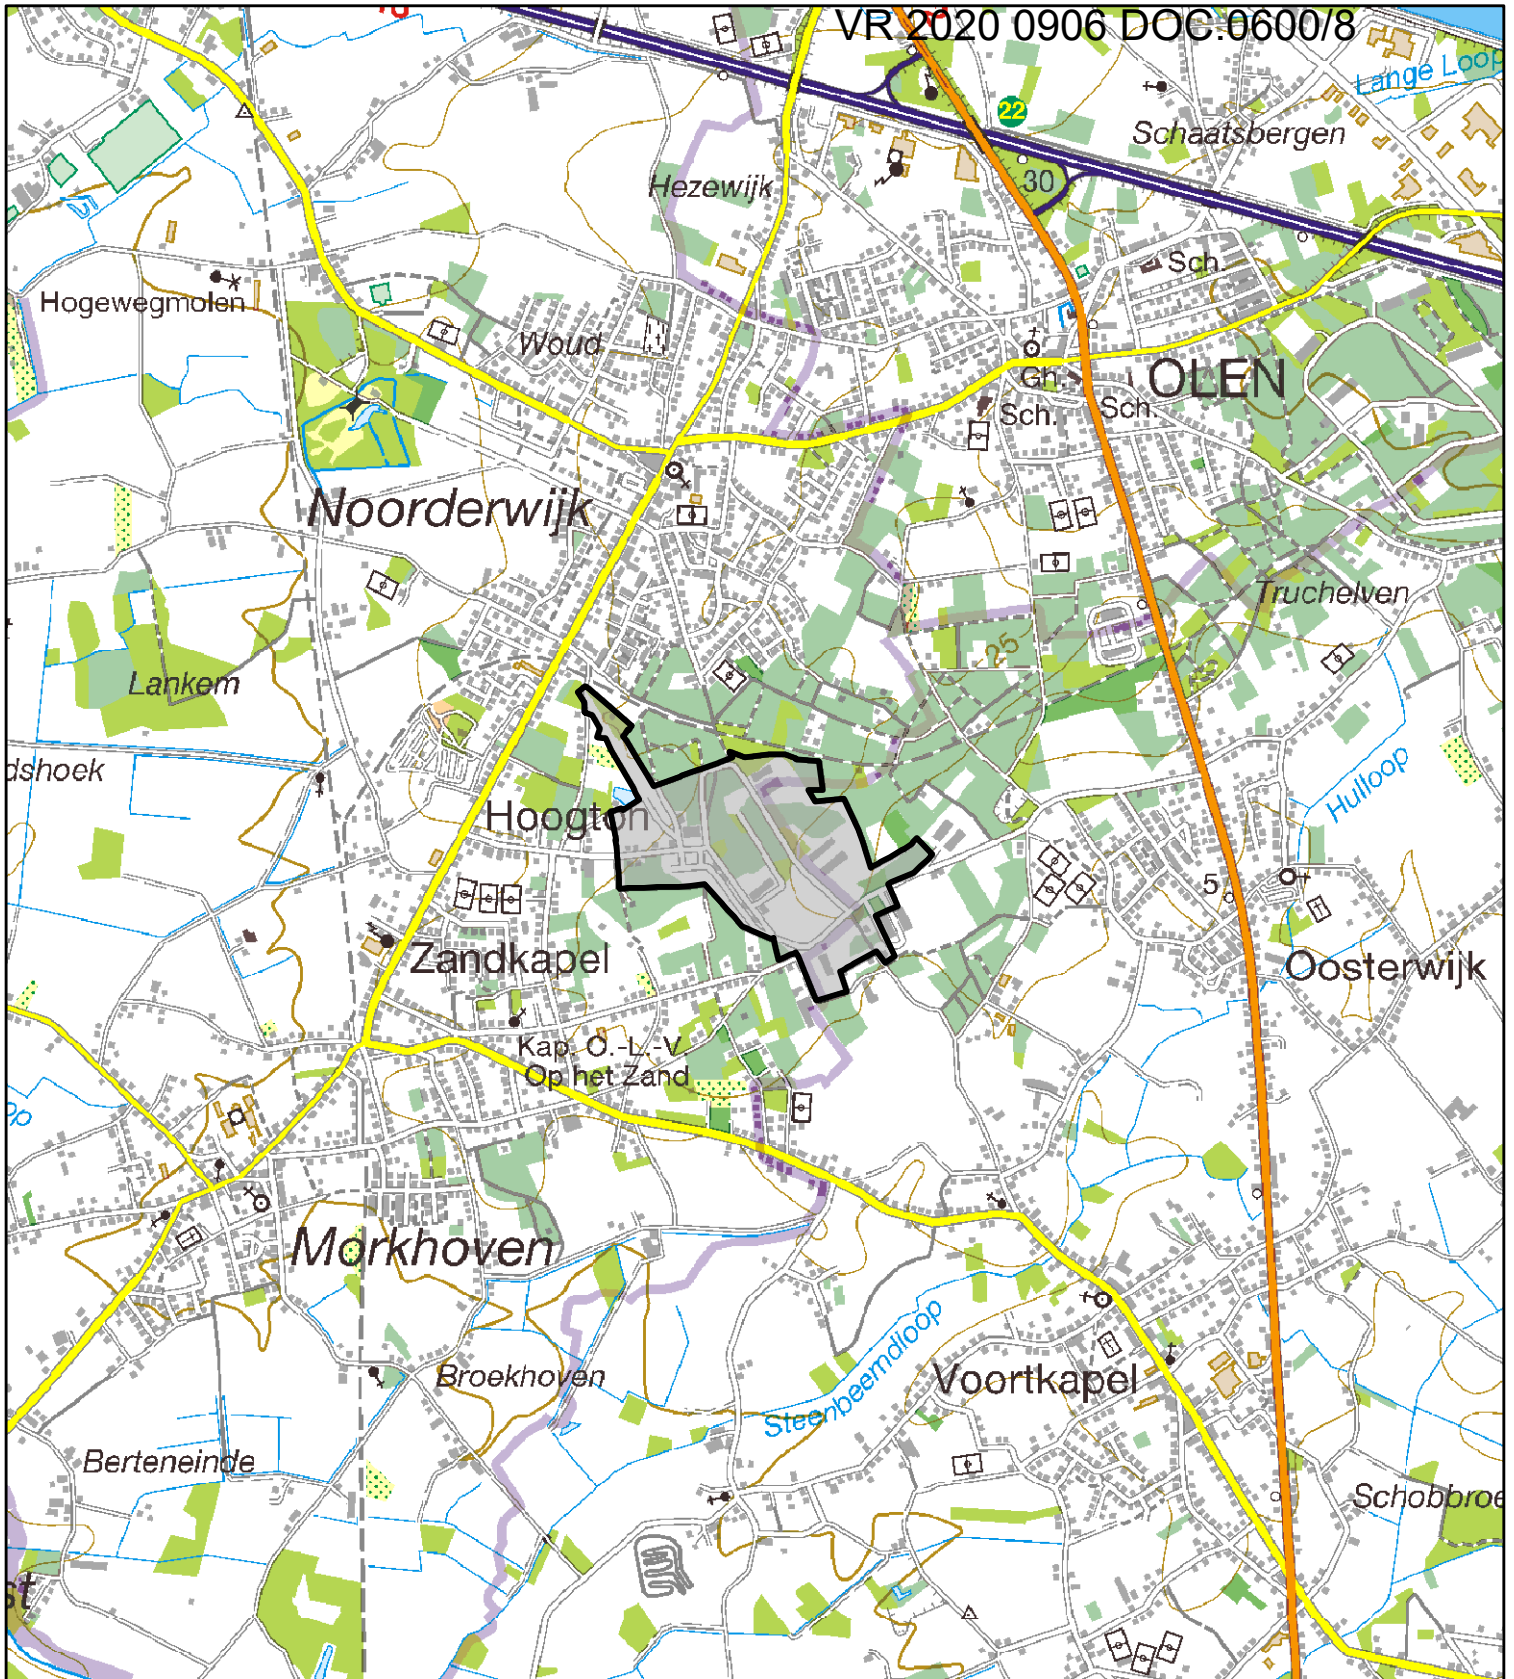 VR 2020 0906 DOC.0600/8
Lange Loop
22
Schaatsbergen
Hezewijk
30
Sch.
Hogewegmolen
Woud
Gh.
OLEN
Sch.
Sch.
Noorderwijk
Truchelven
25
Lankem
dshoek
Hulloop
Hoogton
5
Zandkapel
Oosterwijk
Kap. O.-L.-V.
Op het Zand
op
Morkhoven
Broekhoven
Steenbeemdloop
Voortkapel
Berteneinde
Schobbroe
st